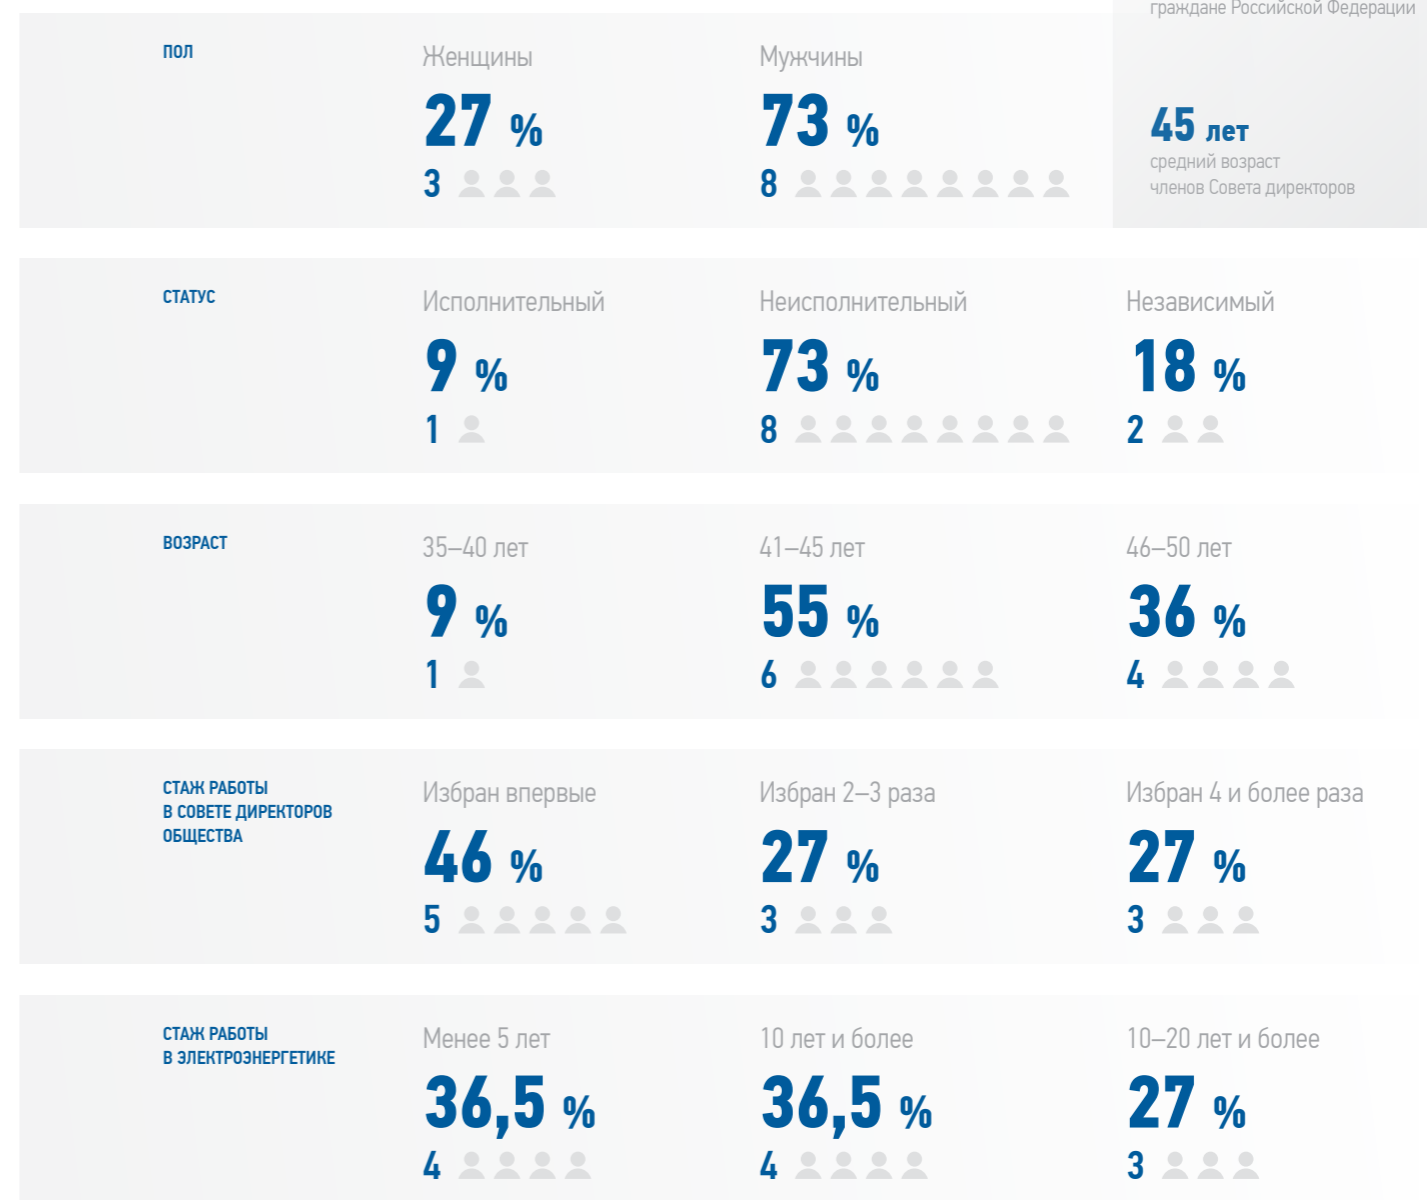 граждане Российской Федерации
ПОЛ
Женщины
Мужчины
27 %
73 %
3
8
45 лет
средний возраст
членов Совета директоров
СТАТУС
Исполнительный
Неисполнительный
Независимый
9 %
73 %
18 %
1
8
2
ВОЗРАСТ
35–40 лет
41–45 лет
46–50 лет
9 %
55 %
36 %
1
6
4
СТАЖ РАБОТЫ
В СОВЕТЕ ДИРЕКТОРОВ
ОБЩЕСТВА
Избран впервые
Избран 2–3 раза
Избран 4 и более раза
46 %
27 %
27 %
5
3
3
СТАЖ РАБОТЫ
В ЭЛЕКТРОЭНЕРГЕТИКЕ
Менее 5 лет
10 лет и более
10–20 лет и более
36,5 %
36,5 %
27 %
4
4
3